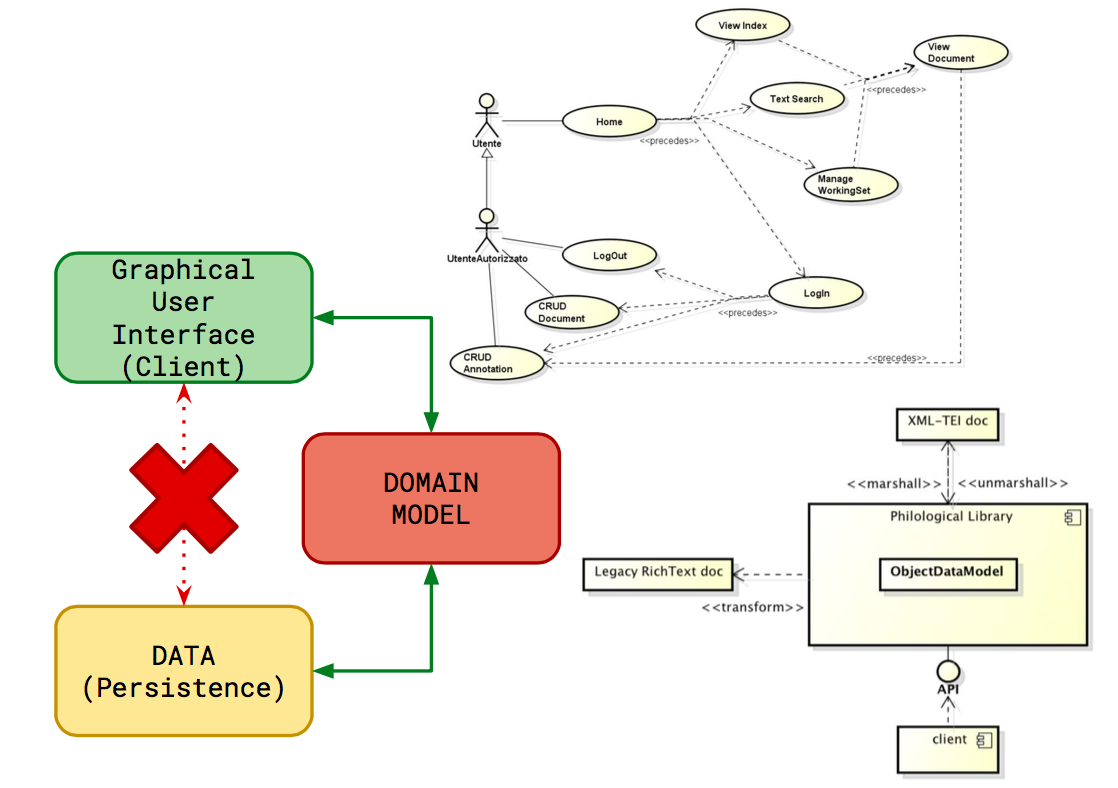 View Index
View
Document
<<precedes>>
Text Search
Home
Utente
<<precedes>>
Manage
WorkingSet
UtenteAutorizzato
LogOut
LogIn
CRUD
Document
<<precedes>>
CRUD
Annotation
<<precedes>>
Graphical
User
Interface
(Client)
DOMAIN
MODEL
DATA
(Persistence)
XML-TEI doc
<<marshall>>
<<unmarshall>>
Philological Library
Legacy RichText doc
ObjectDataModel
<<transform>>
API
client